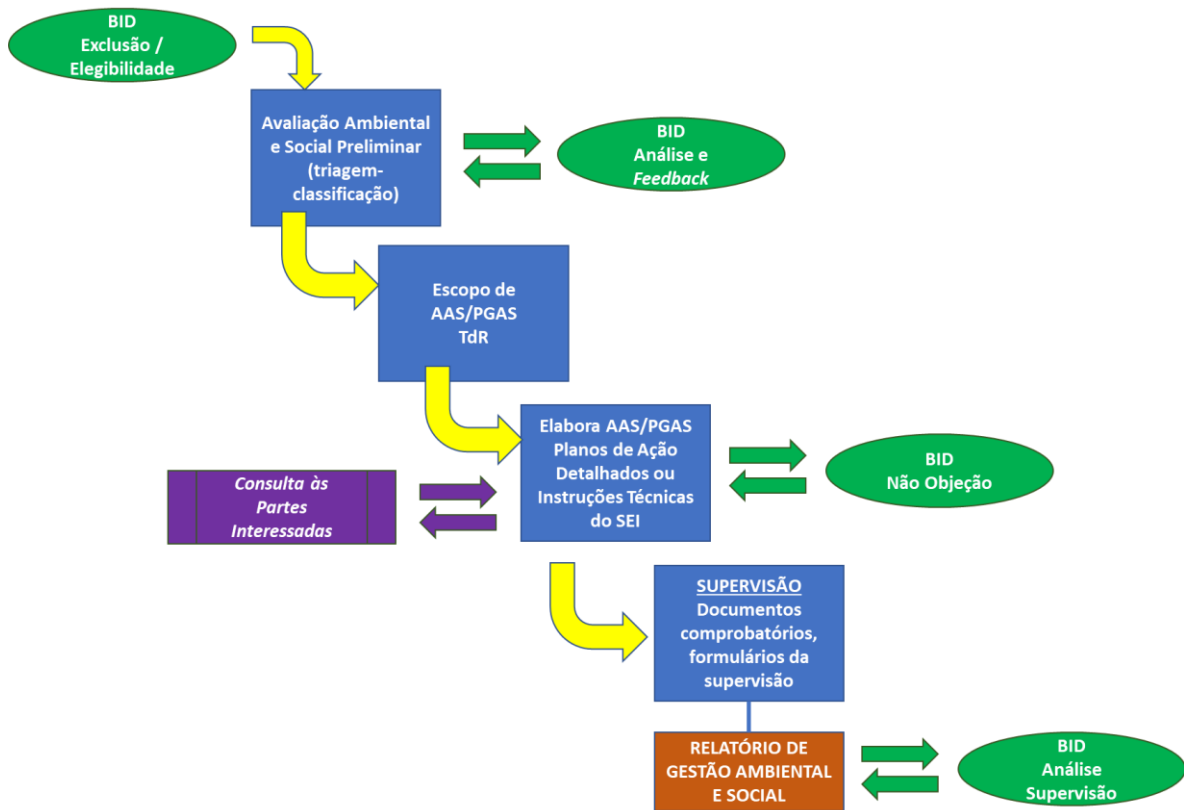 BID
Exclusão /
Elegibilidade
Avaliação Ambiental
e Social Preliminar
(triagem-
classificação)
BID
Análise e
Feedback
Escopo de
AAS/PGAS
TdR
Elabora AAS/PGAS
Planos de Ação
Detalhados ou
Instruções Técnicas
do SEI
BID
Não Objeção
Consulta às
Partes
Interessadas
SUPERVISÃO
Documentos
comprobatórios,
formulários da
supervisão
RELATÓRIO DE
GESTÃO AMBIENTAL
E SOCIAL
BID
Análise
Supervisão